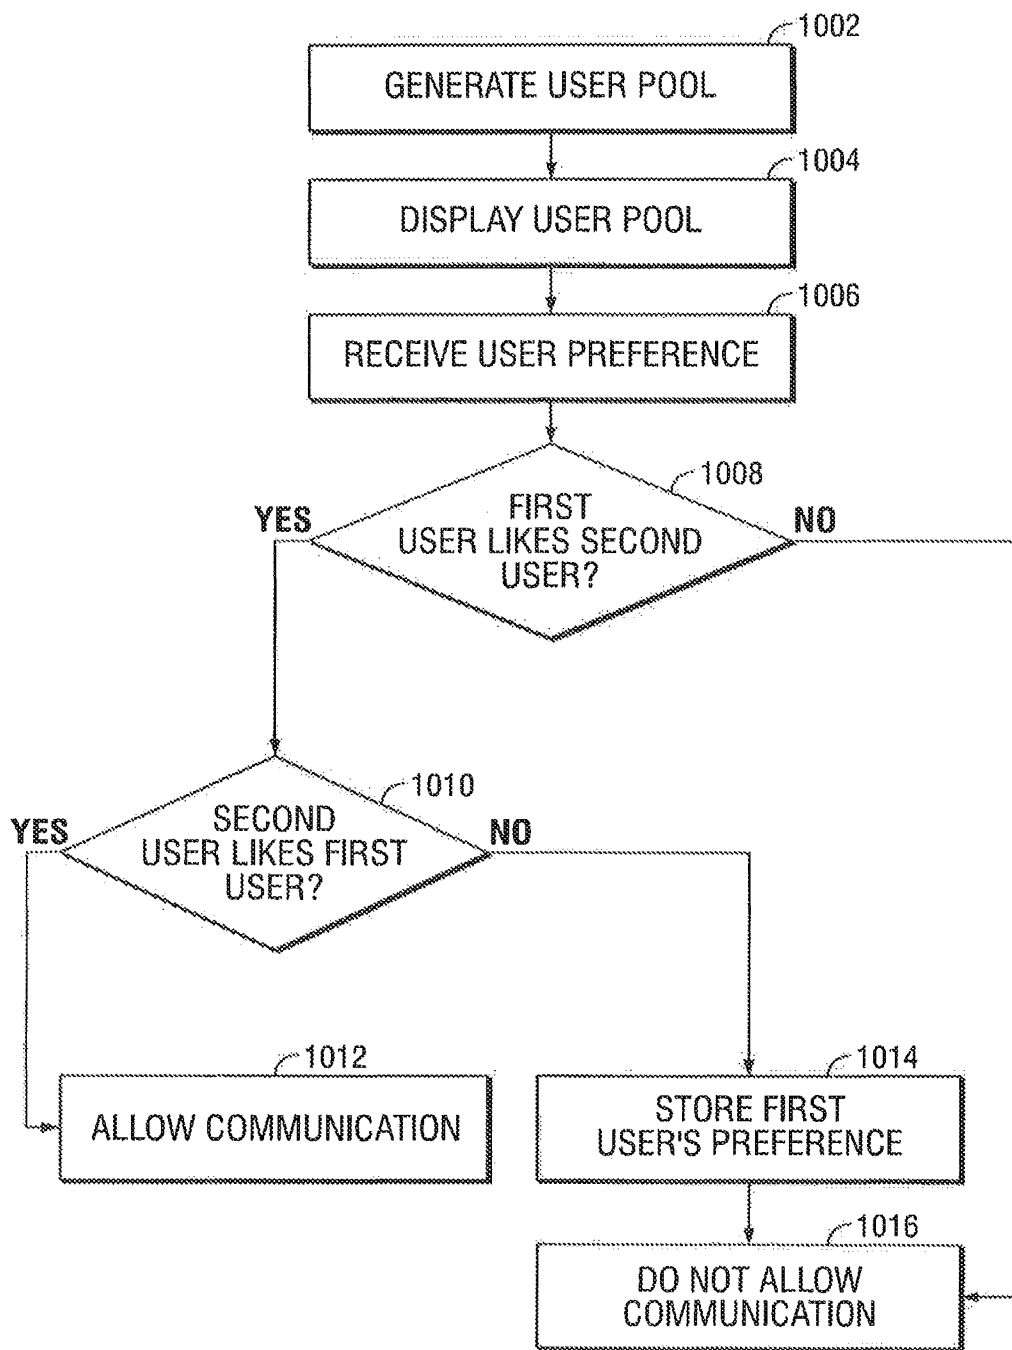 1002
GENERATE USER POOL
1004
DISPLAY USER POOL
1006
RECEIVE USER PREFERENCE
1008
FIRST
USER LIKES SECOND
USER?
YES
NO
1010
SECOND
USER LIKES FIRST
USER?
YES
NO
1012
ALLOW COMMUNICATION
1014
STORE FIRST
USER'S PREFERENCE
1016
DO NOT ALLOW
COMMUNICATION